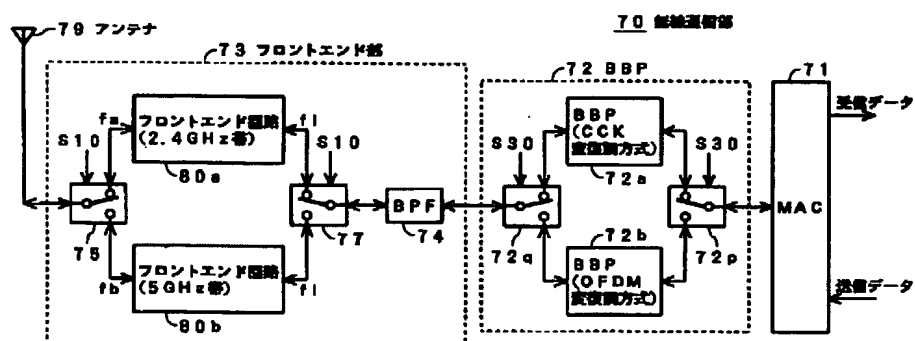 79 アンテナ
70 無線通信部
73 フロントエンド部
72 BBP
71
フロントエンド回路
(2.4GHz帯)
80a
fa
fI
S10
S10
75
77
BPF
74
フロントエンド回路
(5GHz帯)
80b
fb
fI
BBP
(CCK
変復調方式)
72a
S30
S30
72q
72p
72b
BBP
(OFDM
変復調方式)
MAC
受信データ
送信データ